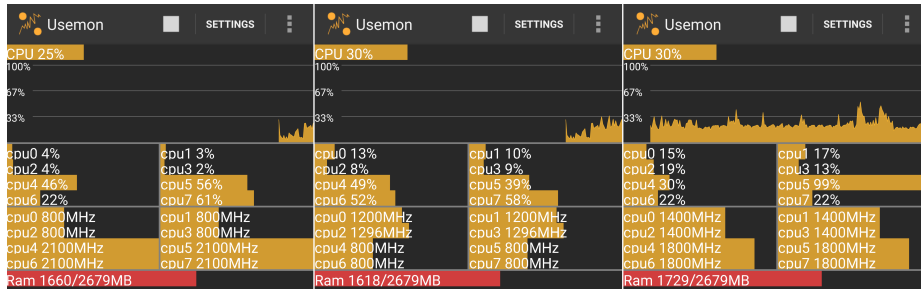 Usemon SETTINGS
CPU 25%
100%
67%
33%
cpu0 4% cpu1 3%
cpu2 4% cpu3 2%
cpu4 46% cpu5 56%
cpu6 22% cpu7 61%
cpu0 800MHz cpu1 800MHz
cpu2 800MHz cpu3 800MHz
cpu4 2100MHz cpu5 2100MHz
cpu6 2100MHz cpu7 2100MHz
Ram 1660/2679MB
Usemon SETTINGS
CPU 30%
100%
67%
33%
cpu0 13% cpu1 10%
cpu2 8% cpu3 9%
cpu4 49% cpu5 39%
cpu6 52% cpu7 58%
cpu0 1200MHz cpu1 1200MHz
cpu2 1296MHz cpu3 1296MHz
cpu4 800MHz cpu5 800MHz
cpu6 800MHz cpu7 800MHz
Ram 1618/2679MB
Usemon SETTINGS
CPU 30%
100%
67%
33%
cpu0 15% cpu1 17%
cpu2 19% cpu3 13%
cpu4 30% cpu5 99%
cpu6 22% cpu7 22%
cpu0 1400MHz cpu1 1400MHz
cpu2 1400MHz cpu3 1400MHz
cpu4 1800MHz cpu5 1800MHz
cpu6 1800MHz cpu7 1800MHz
Ram 1729/2679MB